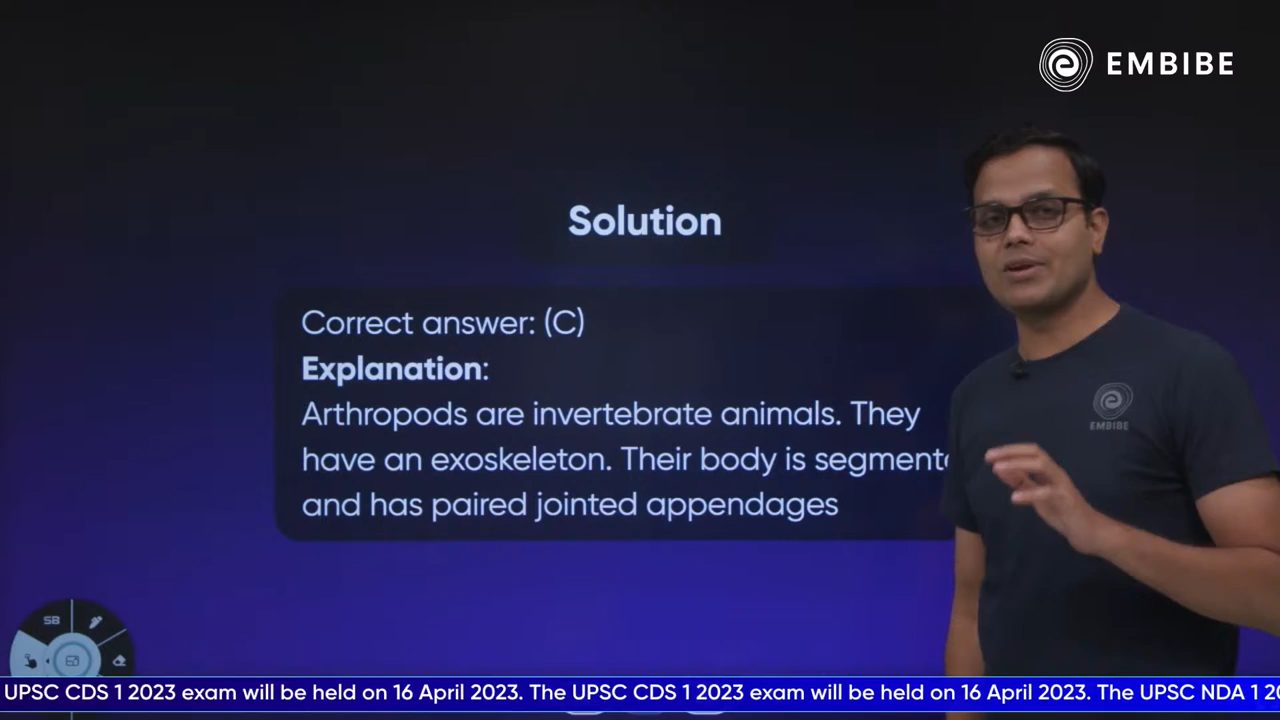 EMBIBE
Solution
Correct answer: (C)
Explanation:
Arthropods are invertebrate animals. They
have an exoskeleton. Their body is segment
and has paired jointed appendages
EMBIBE
SB
UPSC CDS 1 2023 exam will be held on 16 April 2023. The UPSC CDS 1 2023 exam will be held on 16 April 2023. The UPSC NDA 1